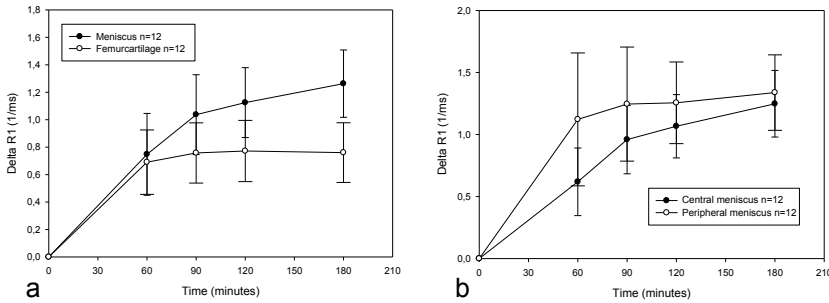 1,8
1,6
1,4
1,2
1,0
0,8
0,6
0,4
0,2
0,0
Delta R1 (1/ms)
Meniscus n=12
Femurcartilage n=12
0 30 60 90 120 150 180 210
Time (minutes)
a
2,0
1,5
1,0
0,5
0,0
Delta R1 (1/ms)
Central meniscus n=12
Peripheral meniscus n=12
0 30 60 90 120 150 180 210
Time (minutes)
b